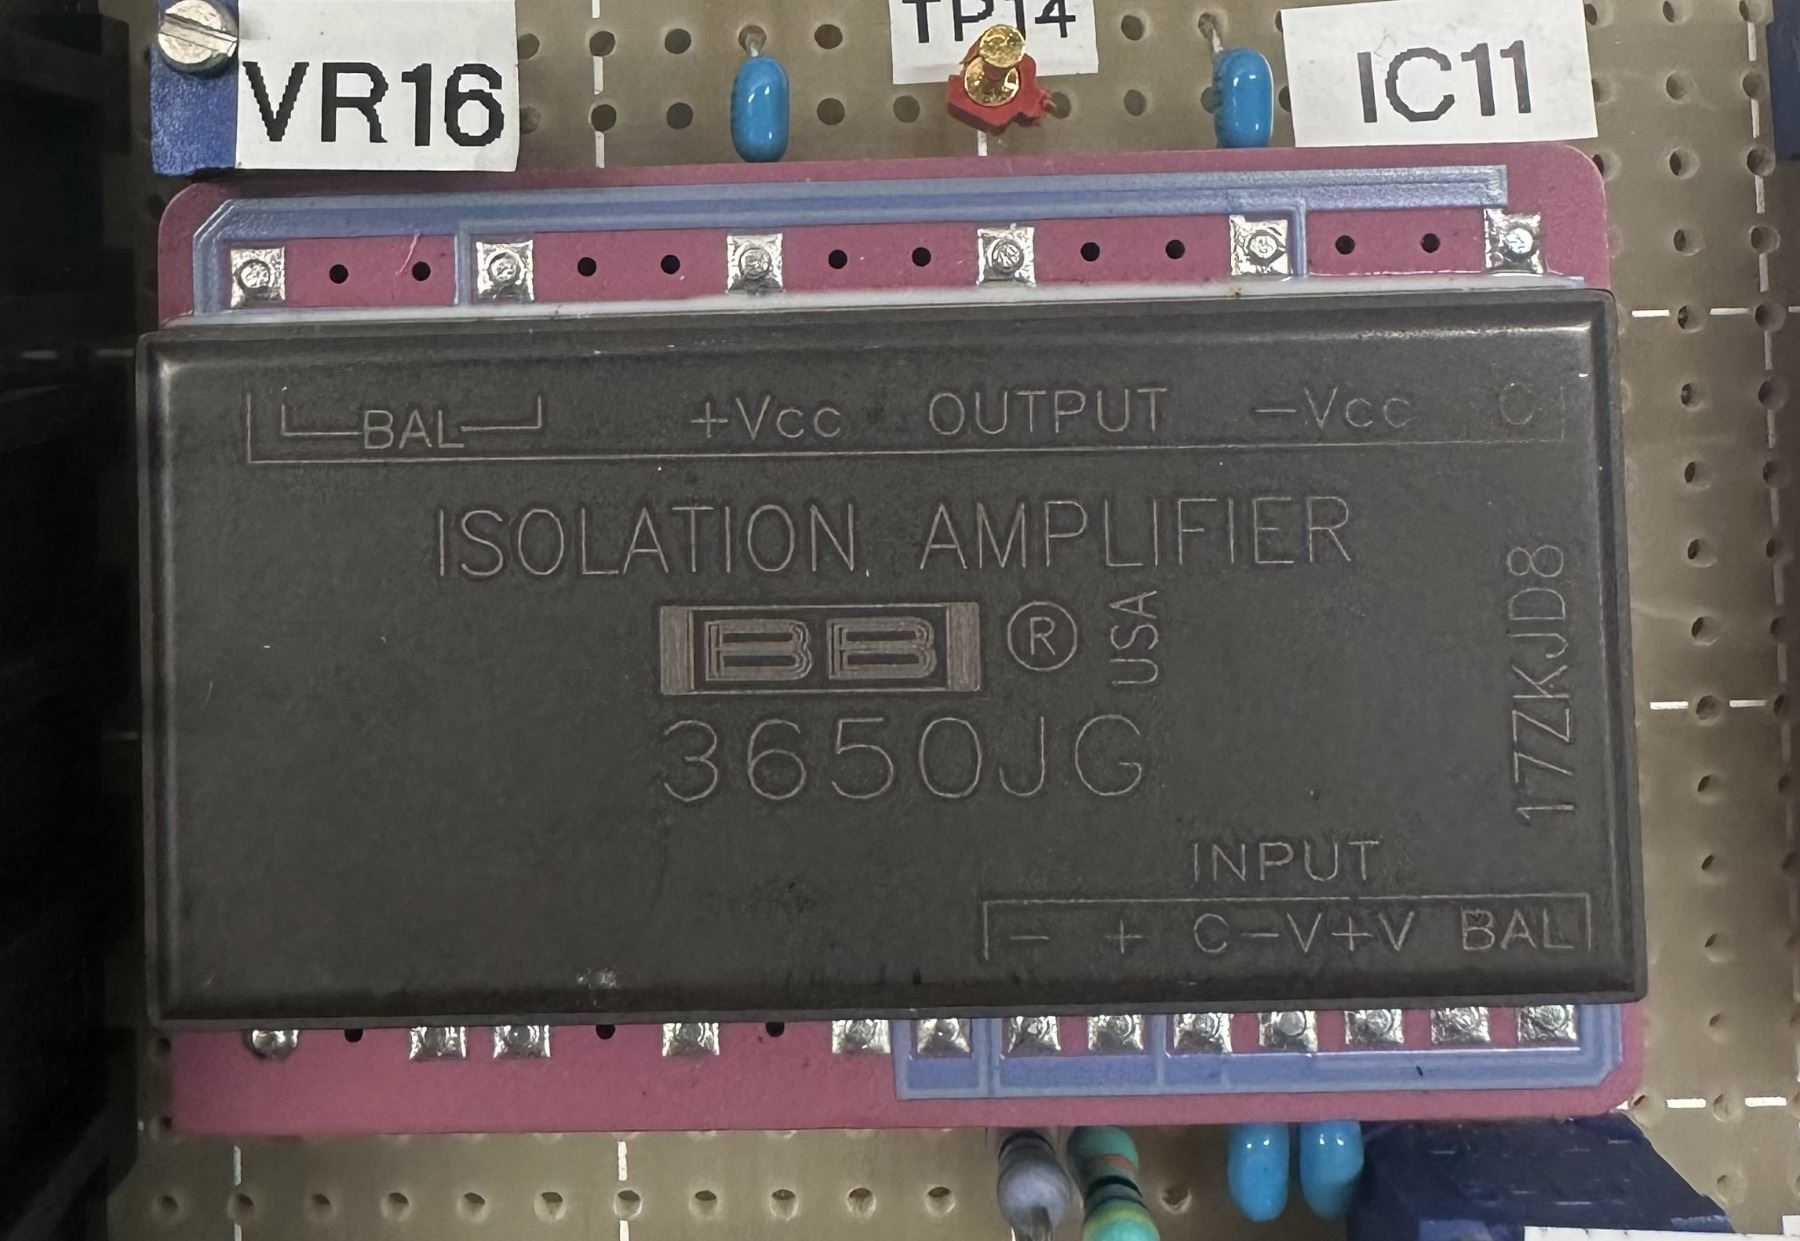 VR16
TP14
IC11
BAL +Vcc OUTPUT −Vcc C
ISOLATION AMPLIFIER
BB ® USA
3650JG
17ZKJD8
INPUT
− + C −V +V BAL